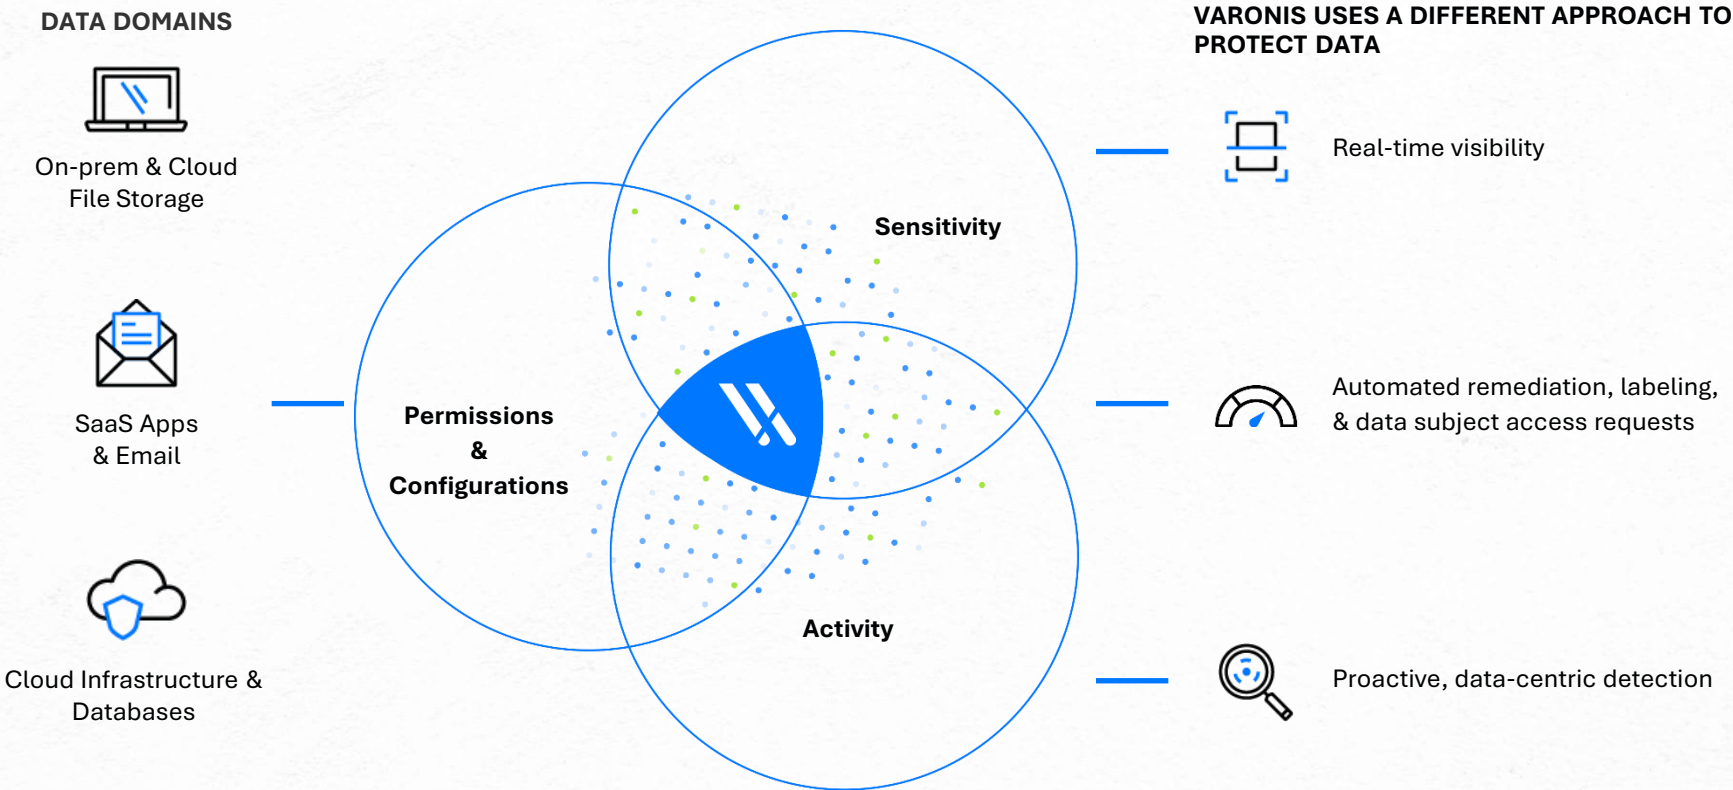 DATA DOMAINS
On-prem & Cloud
File Storage
SaaS Apps
& Email
Cloud Infrastructure &
Databases
Permissions
&
Configurations
Sensitivity
Activity
VARONIS USES A DIFFERENT APPROACH TO
PROTECT DATA
Real-time visibility
Automated remediation, labeling,
& data subject access requests
Proactive, data-centric detection